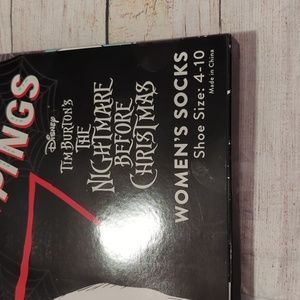 PINGS
Disney
TIM BURTON'S
THE
NIGHTMARE
BEFORE
CHRISTMAS
WOMEN'S SOCKS
Shoe Size: 4-10
Made in China